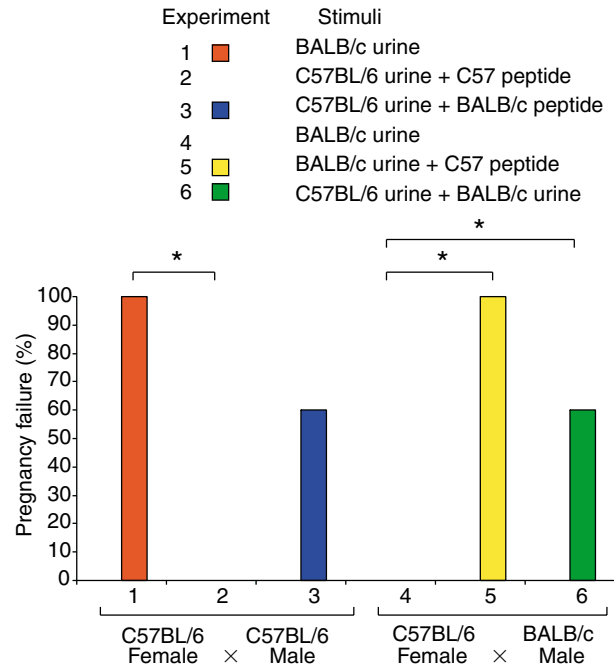 Experiment Stimuli
1 BALB/c urine
2 C57BL/6 urine + C57 peptide
3 C57BL/6 urine + BALB/c peptide
4 BALB/c urine
5 BALB/c urine + C57 peptide
6 C57BL/6 urine + BALB/c urine
*
* *
Pregnancy failure (%)
100
90
80
70
60
50
40
30
20
10
0
1 2 3 4 5 6
C57BL/6 C57BL/6 C57BL/6 BALB/c
Female × Male Female × Male